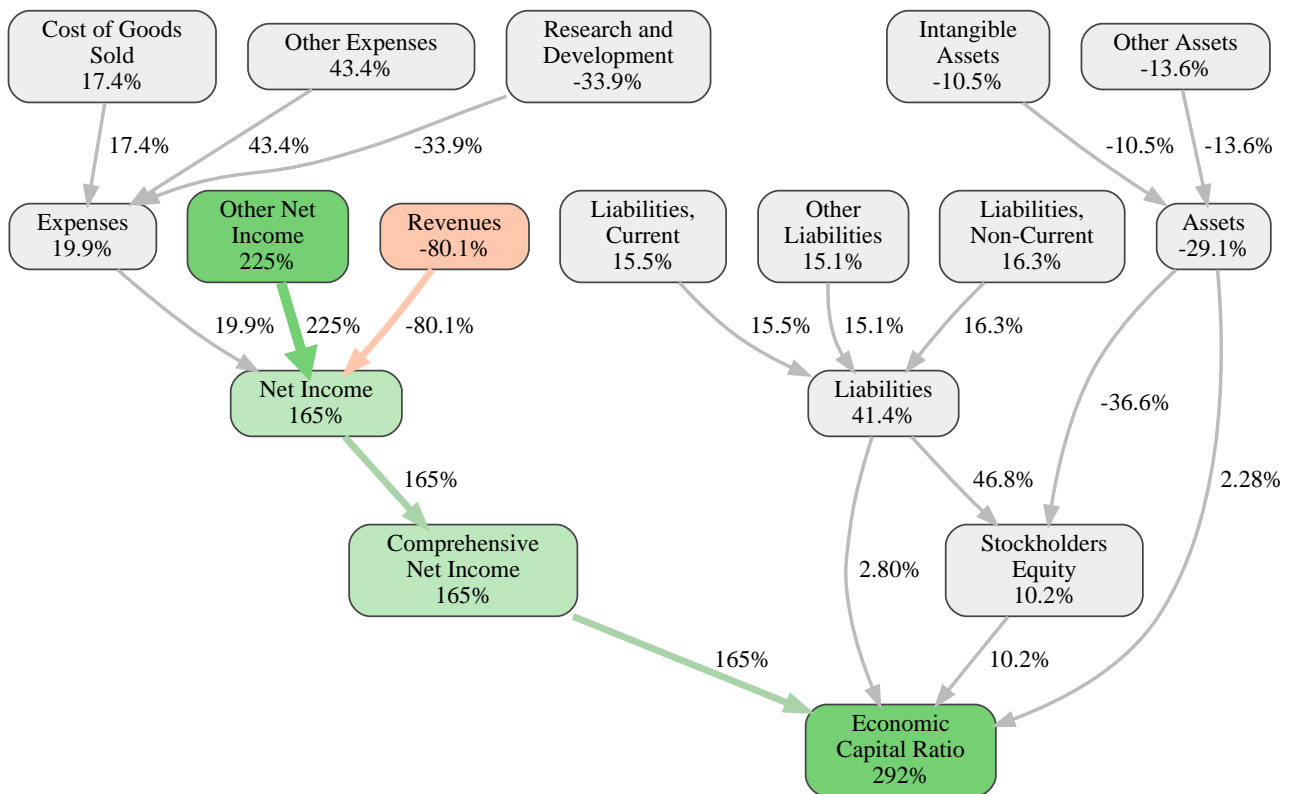 Cost of Goods
Sold
17.4%
Other Expenses
43.4%
Research and
Development
-33.9%
Intangible
Assets
-10.5%
Other Assets
-13.6%
17.4%
43.4%
-33.9%
-10.5%
-13.6%
Expenses
19.9%
Other Net
Income
225%
Revenues
-80.1%
Liabilities,
Current
15.5%
Other
Liabilities
15.1%
Liabilities,
Non-Current
16.3%
Assets
-29.1%
19.9%
225%
-80.1%
15.5%
15.1%
16.3%
Net Income
165%
Liabilities
41.4%
-36.6%
165%
46.8%
2.28%
Comprehensive
Net Income
165%
Stockholders
Equity
10.2%
2.80%
165%
10.2%
Economic
Capital Ratio
292%